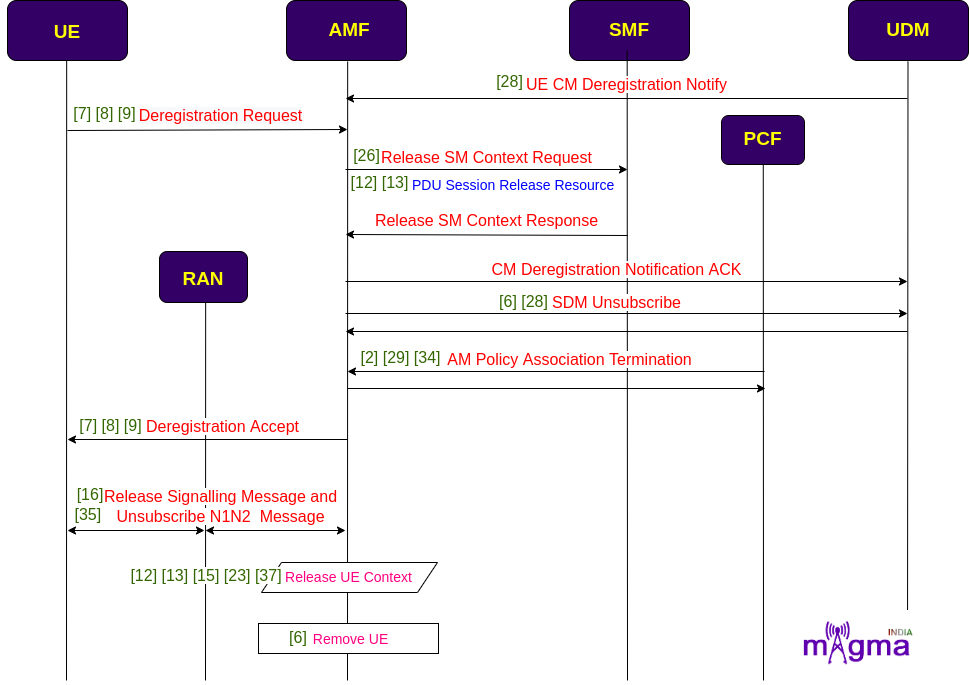 UE
AMF
SMF
UDM
[28] UE CM Deregistration Notify
[7] [8] [9] Deregistration Request
PCF
[26] Release SM Context Request
[12] [13] PDU Session Release Resource
Release SM Context Response
RAN
CM Deregistration Notification ACK
[6] [28] SDM Unsubscribe
[2] [29] [34] AM Policy Association Termination
[7] [8] [9] Deregistration Accept
[16] Release Signalling Message and
[35] Unsubscribe N1N2 Message
[12] [13] [15] [23] [37] Release UE Context
[6] Remove UE
INDIA
magma